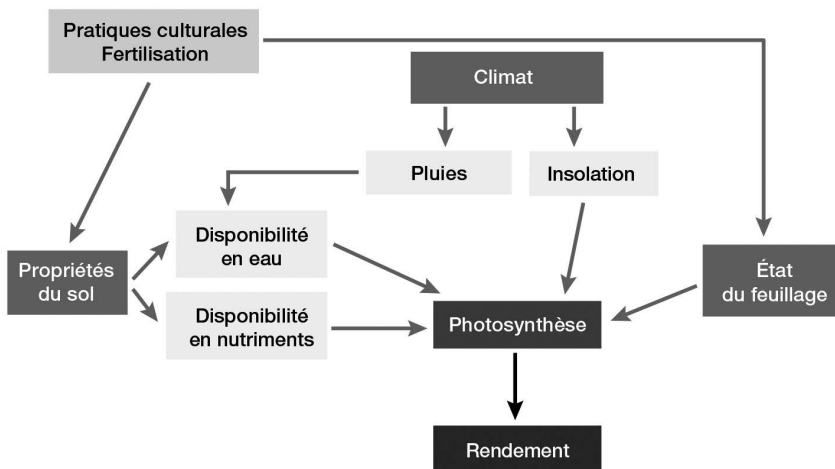 Pratiques culturales
Fertilisation
Climat
Pluies
Insolation
Disponibilité
en eau
Propriétés
du sol
État
du feuillage
Disponibilité
en nutriments
Photosynthèse
Rendement